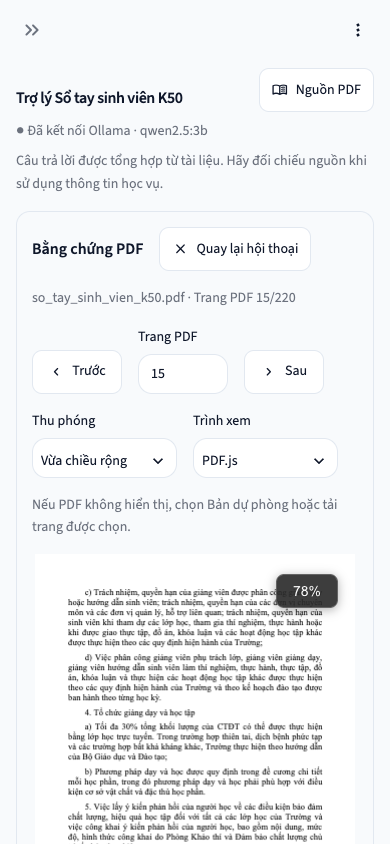 Trợ lý Sổ tay sinh viên K50
Nguồn PDF
Đã kết nối Ollama · qwen2.5:3b
Câu trả lời được tổng hợp từ tài liệu. Hãy đối chiếu nguồn khi
sử dụng thông tin học vụ.
Bằng chứng PDF
Quay lại hội thoại
so_tay_sinh_vien_k50.pdf · Trang PDF 15/220
Trang PDF
Trước
15
Sau
Thu phóng
Trình xem
Vừa chiều rộng
PDF.js
Nếu PDF không hiển thị, chọn Bản dự phòng hoặc tải
trang được chọn.
78%
c) Trách nhiệm, quyền hạn của giảng viên được phân
hoặc hướng dẫn sinh viên; trách nhiệm, quyền hạn của các
môn và các đơn vị quản lý, hỗ trợ liên quan; trách nhiệm, quyền hạn của
sinh viên khi tham dự các lớp học, tham gia thí nghiệm, thực hành hoặc
khi được giao thực tập, đồ án, khóa luận và các hoạt động học tập khác
được thực hiện theo các quy định hiện hành của Trường;
d) Việc phân công giảng viên phụ trách lớp, giảng viên giảng dạy,
giảng viên hướng dẫn sinh viên làm thí nghiệm, thực hành, thực tập, đồ
án, khóa luận và thực hiện các hoạt động học tập khác được thực hiện
theo các quy định hiện hành của Trường và theo kế hoạch đào tạo được
ban hành theo từng học kỳ.
4. Tổ chức giảng dạy và học tập
a) Tối đa 30% tổng khối lượng của CTĐT có thể được thực hiện
bằng lớp học trực tuyến. Trong trường hợp thiên tai, dịch bệnh phức tạp
và các trường hợp bất khả kháng khác, Trường thực hiện theo hướng dẫn
của Bộ Giáo dục và Đào tạo;
b) Phương pháp dạy và học được quy định trong đề cương chi tiết
mỗi học phần, trong đó phương pháp dạy và học phải phù hợp với điều
kiện cơ sở vật chất và đặc thù học phần.
5. Việc lấy ý kiến phản hồi của người học về các điều kiện bảo đảm
chất lượng, hiệu quả học tập đối với tất cả các lớp học của Trường và
việc công khai ý kiến phản hồi của người học, bao gồm nội dung, mức
độ, hình thức công khai do Phòng Khảo thí và Đảm bảo chất lượng chủ